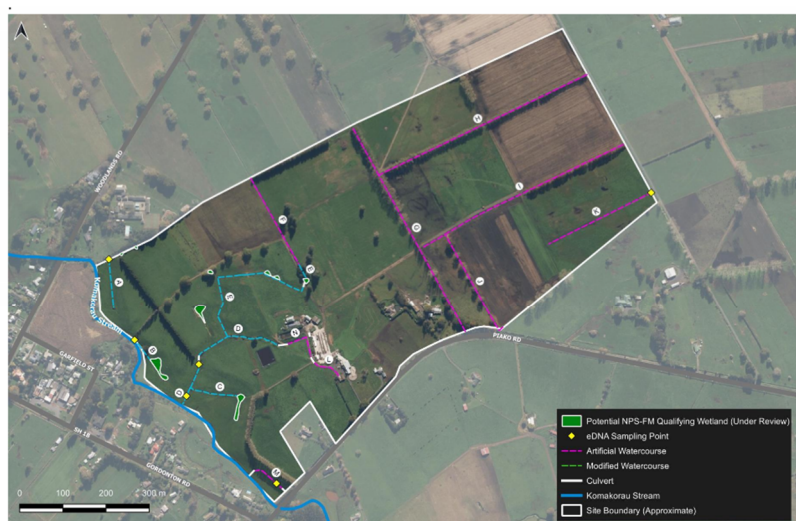 WOODLANDS RD
H
I
K
F
G
J
A
E
E
Komakorau Stream
D
N
PIAKO RD
B
L
GARFIELD ST
D
C
SH 1B
GORDONTON RD
M
0 100 200 300 m
Potential NPS-FM Qualifying Wetland (Under Review)
eDNA Sampling Point
Artificial Watercourse
Modified Watercourse
Culvert
Komakorau Stream
Site Boundary (Approximate)